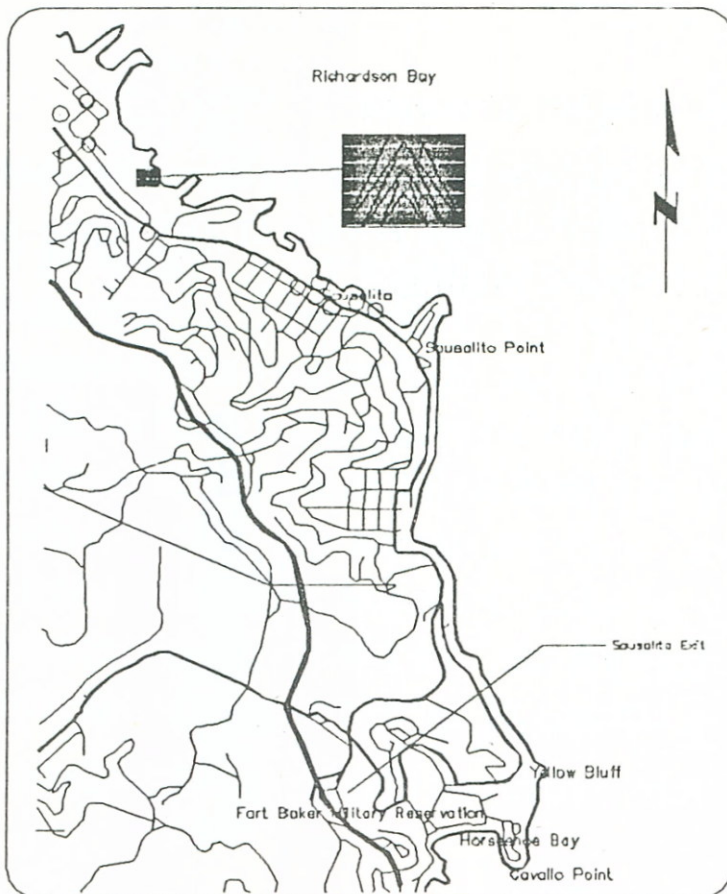 Richardson Bay
N
Sausalito
Sausalito Point
Sausalito Exit
Yellow Bluff
Fort Baker Military Reservation
Horseshoe Bay
Cavallo Point